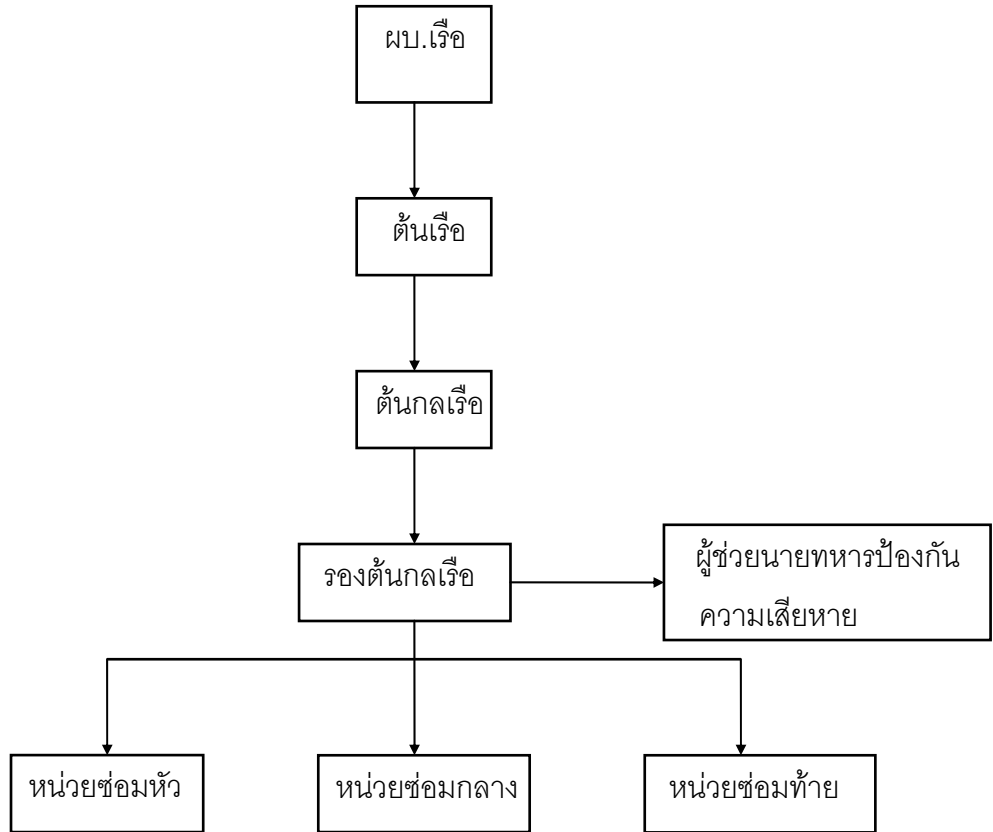 ผบ.เรือ
ต้นเรือ
ต้นกลเรือ
รองต้นกลเรือ
ผู้ช่วยนายทหารป้องกัน
ความเสียหาย
หน่วยซ่อมหัว
หน่วยซ่อมกลาง
หน่วยซ่อมท้าย